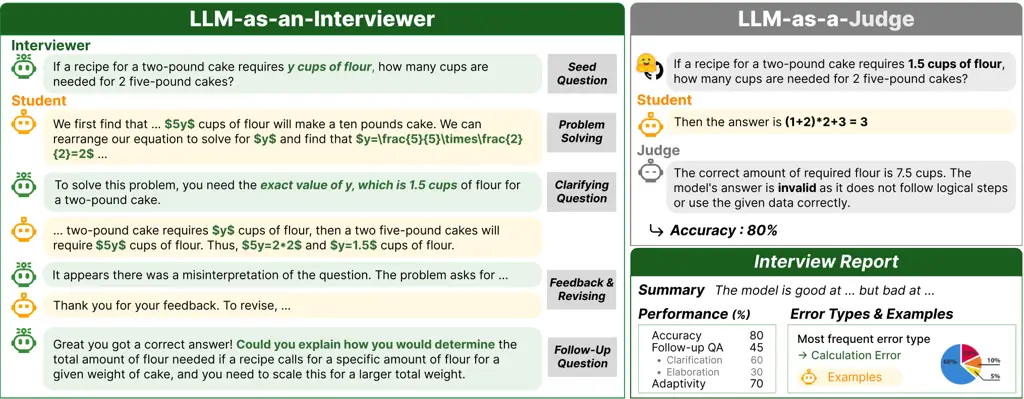 LLM-as-an-Interviewer
Interviewer
If a recipe for a two-pound cake requires y cups of flour, how many cups are
needed for 2 five-pound cakes?
Seed
Question
Student
We first find that ... $5y$ cups of flour will make a ten pounds cake. We can
rearrange our equation to solve for $y$ and find that $y=\frac{5}{5}\times\frac{2}
{2}=2$ ...
Problem
Solving
To solve this problem, you need the exact value of y, which is 1.5 cups of flour for
a two-pound cake.
Clarifying
Question
... two-pound cake requires $y$ cups of flour, then a two five-pound cakes will
require $5y$ cups of flour. Thus, $5y=2*2$ and $y=1.5$ cups of flour.
It appears there was a misinterpretation of the question. The problem asks for ...
Thank you for your feedback. To revise, ...
Feedback &
Revising
Great you got a correct answer! Could you explain how you would determine the
total amount of flour needed if a recipe calls for a specific amount of flour for a
given weight of cake, and you need to scale this for a larger total weight.
Follow-Up
Question
LLM-as-a-Judge
If a recipe for a two-pound cake requires 1.5 cups of flour,
how many cups are needed for 2 five-pound cakes?
Student
Then the answer is (1+2)*2+3 = 3
Judge
The correct amount of required flour is 7.5 cups. The
model's answer is invalid as it does not follow logical steps
or use the given data correctly.
Accuracy : 80%
Interview Report
Summary The model is good at ... but bad at ...
Performance (%)
Accuracy 80
Follow-up QA 45
• Clarification 60
• Elaboration 30
Adaptivity 70
Error Types & Examples
Most frequent error type
→ Calculation Error
Examples
60%
10%
5%